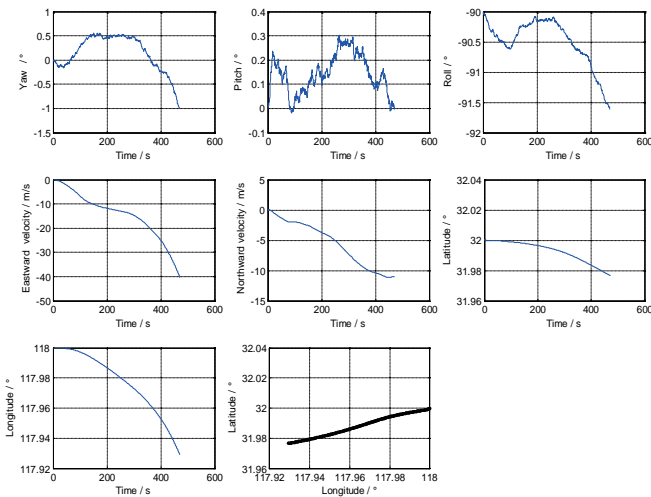 1
0.5
0
-0.5
-1
-1.5
Yaw /°
0 200 400 600
Time / s
0.4
0.3
0.2
0.1
0
-0.1
Pitch /°
0 200 400 600
Time / s
-90
-90.5
-91
-91.5
-92
Roll /°
0 200 400 600
Time / s
0
-10
-20
-30
-40
-50
Eastward velocity / m/s
0 200 400 600
Time / s
5
0
-5
-10
-15
Northward velocity / m/s
0 200 400 600
Time / s
32.04
32.02
32
31.98
31.96
Latitude / °
0 200 400 600
Time / s
118
117.98
117.96
117.94
117.92
Longitude / °
0 200 400 600
Time / s
32.04
32.02
32
31.98
31.96
Latitude / °
117.92 117.94 117.96 117.98 118
Longitude / °